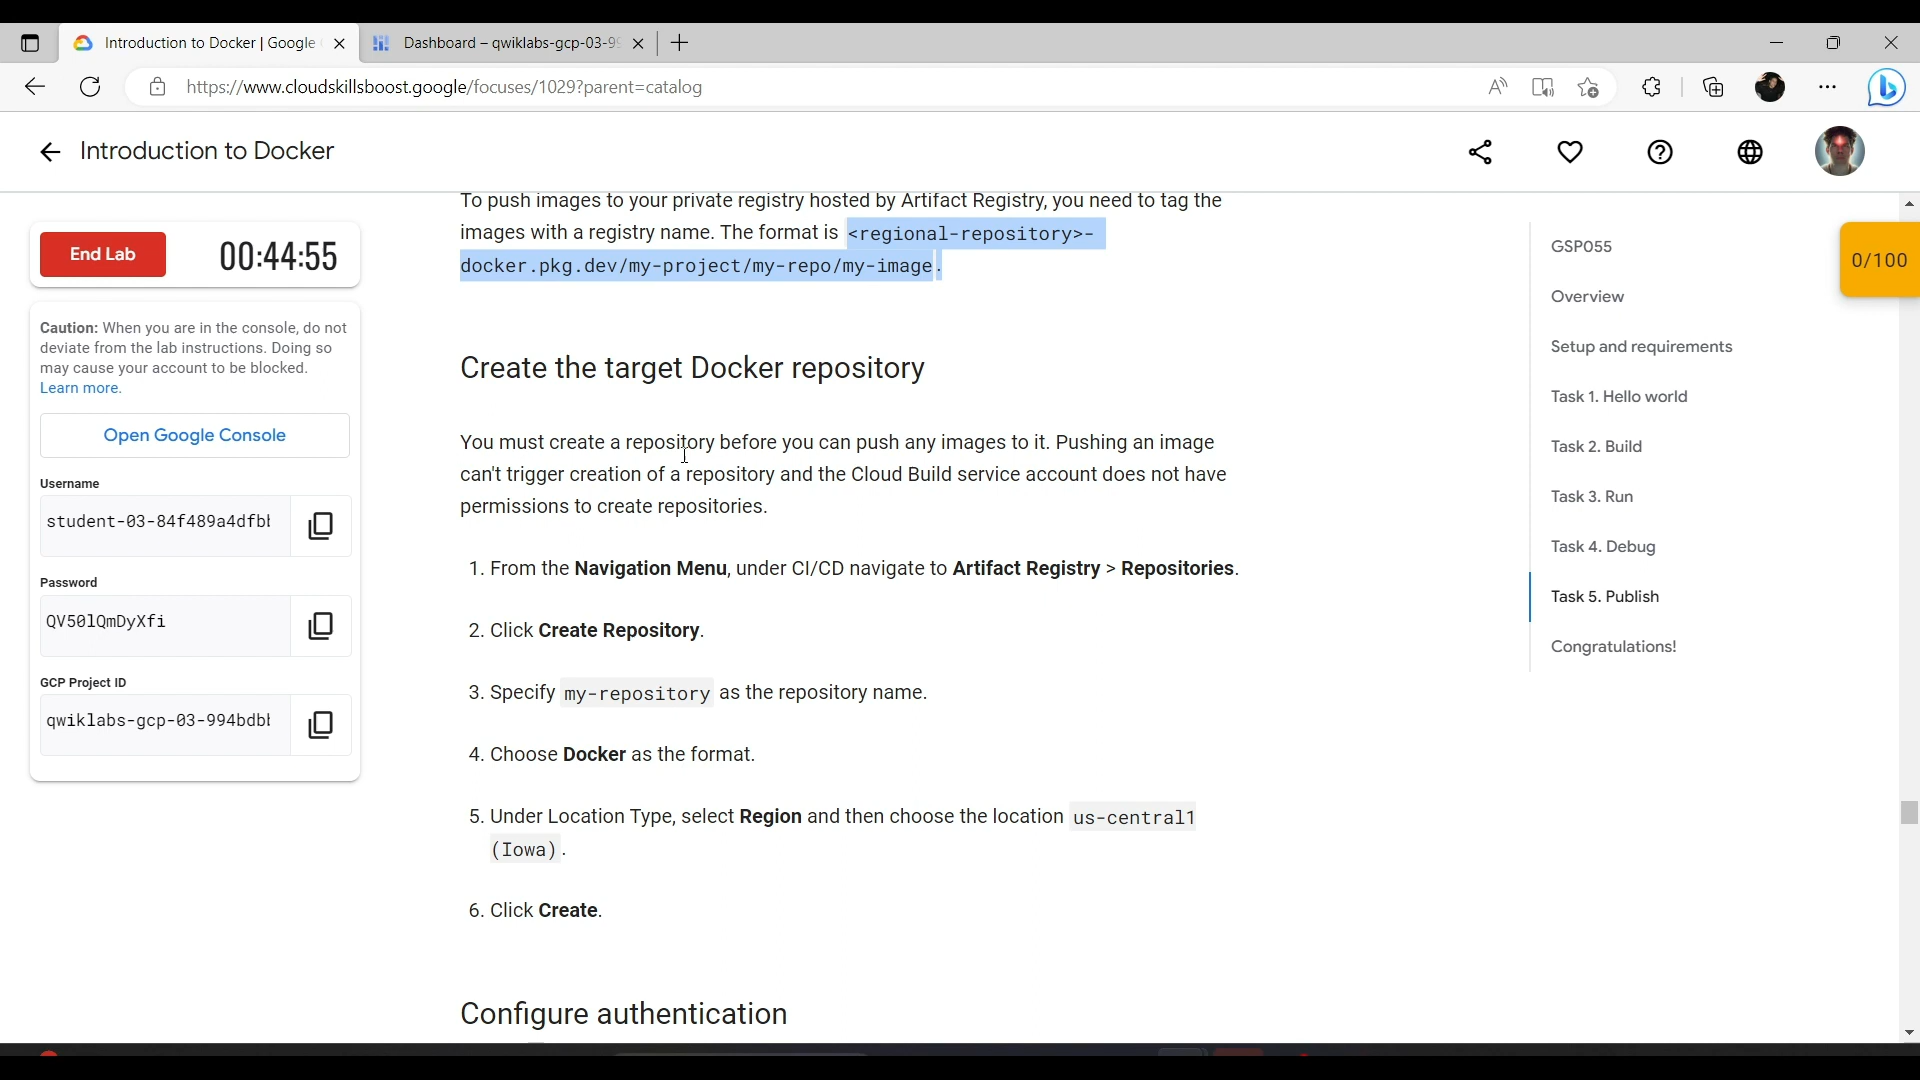 Introduction to Docker | Google
Dashboard – qwiklabs-gcp-03-99
https://www.cloudskillsboost.google/focuses/1029?parent=catalog
Introduction to Docker
End Lab
00:44:55
Caution: When you are in the console, do not
deviate from the lab instructions. Doing so
may cause your account to be blocked.
Learn more.
Open Google Console
Username
student-03-84f489a4dfbb
Password
QV50lQmDyXfi
GCP Project ID
qwiklabs-gcp-03-994bdbb
To push images to your private registry hosted by Artifact Registry, you need to tag the
images with a registry name. The format is <regional-repository>-
docker.pkg.dev/my-project/my-repo/my-image.
Create the target Docker repository
You must create a repository before you can push any images to it. Pushing an image
can't trigger creation of a repository and the Cloud Build service account does not have
permissions to create repositories.
1. From the Navigation Menu, under CI/CD navigate to Artifact Registry > Repositories.
2. Click Create Repository.
3. Specify my-repository as the repository name.
4. Choose Docker as the format.
5. Under Location Type, select Region and then choose the location us-central1
(Iowa).
6. Click Create.
Configure authentication
GSP055
Overview
Setup and requirements
Task 1. Hello world
Task 2. Build
Task 3. Run
Task 4. Debug
Task 5. Publish
Congratulations!
0/100